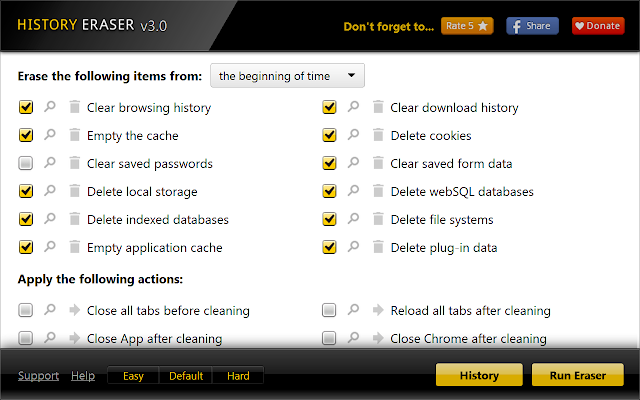 HISTORY ERASER v3.0 Don't forget to... Rate 5 Share Donate
Erase the following items from: the beginning of time
Clear browsing history Clear download history
Empty the cache Delete cookies
Clear saved passwords Clear saved form data
Delete local storage Delete webSQL databases
Delete indexed databases Delete file systems
Empty application cache Delete plug-in data
Apply the following actions:
Close all tabs before cleaning Reload all tabs after cleaning
Close App after cleaning Close Chrome after cleaning
Support Help Easy Default Hard History Run Eraser